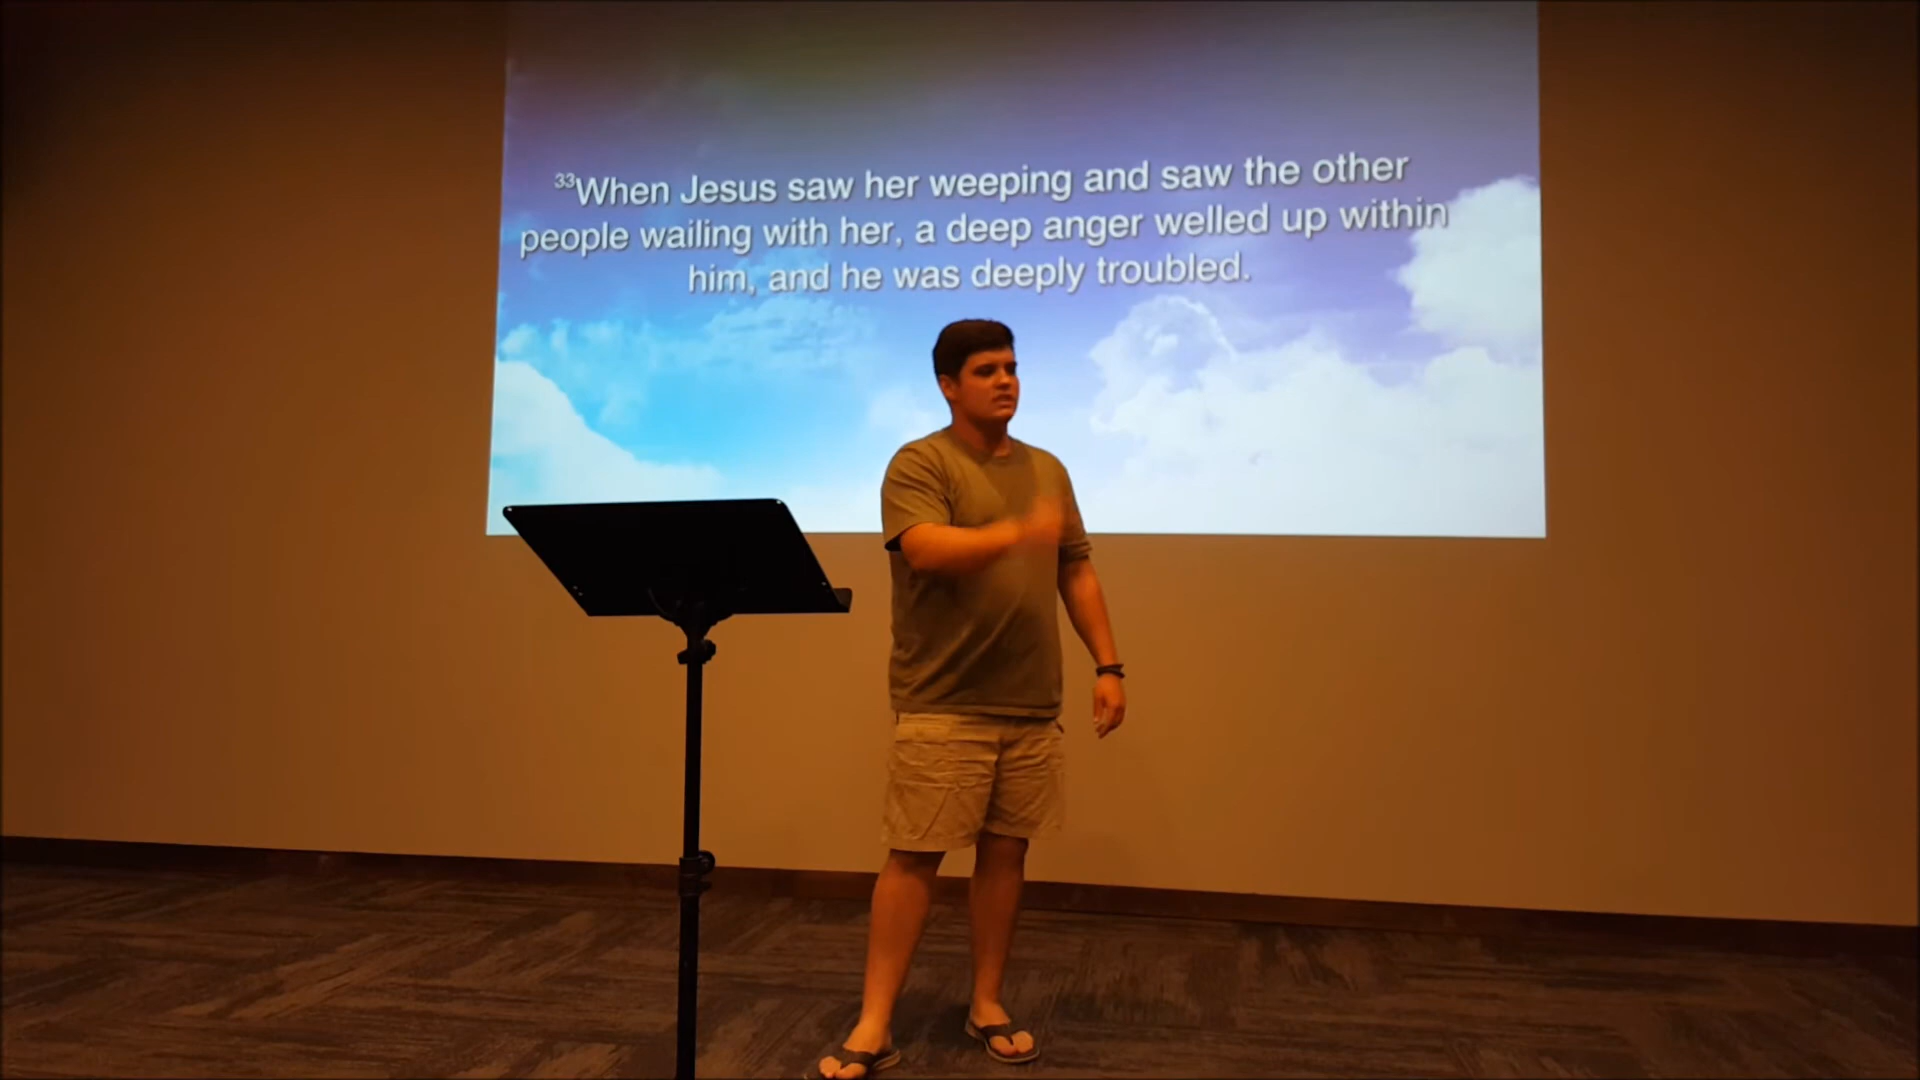 33When Jesus saw her weeping and saw the other
people wailing with her, a deep anger welled up within
him, and he was deeply troubled.